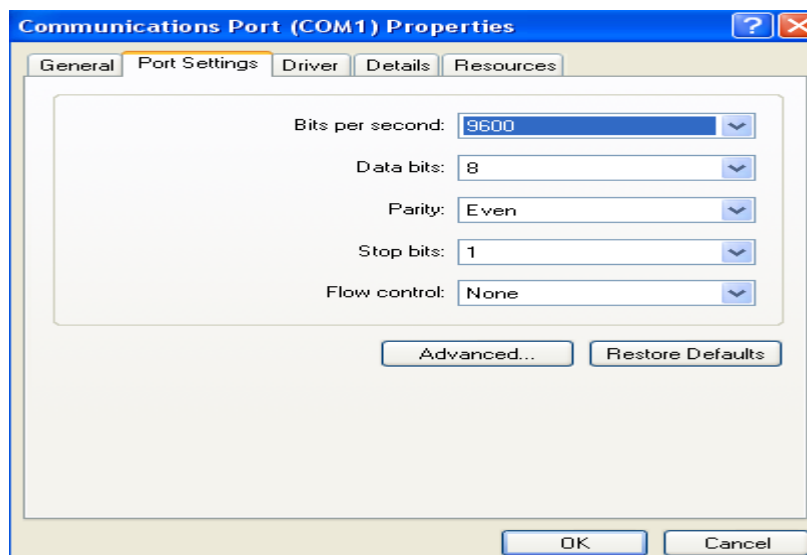 Communications Port (COM1) Properties
General Port Settings Driver Details Resources
Bits per second: 9600
Data bits: 8
Parity: Even
Stop bits: 1
Flow control: None
Advanced... Restore Defaults
OK Cancel